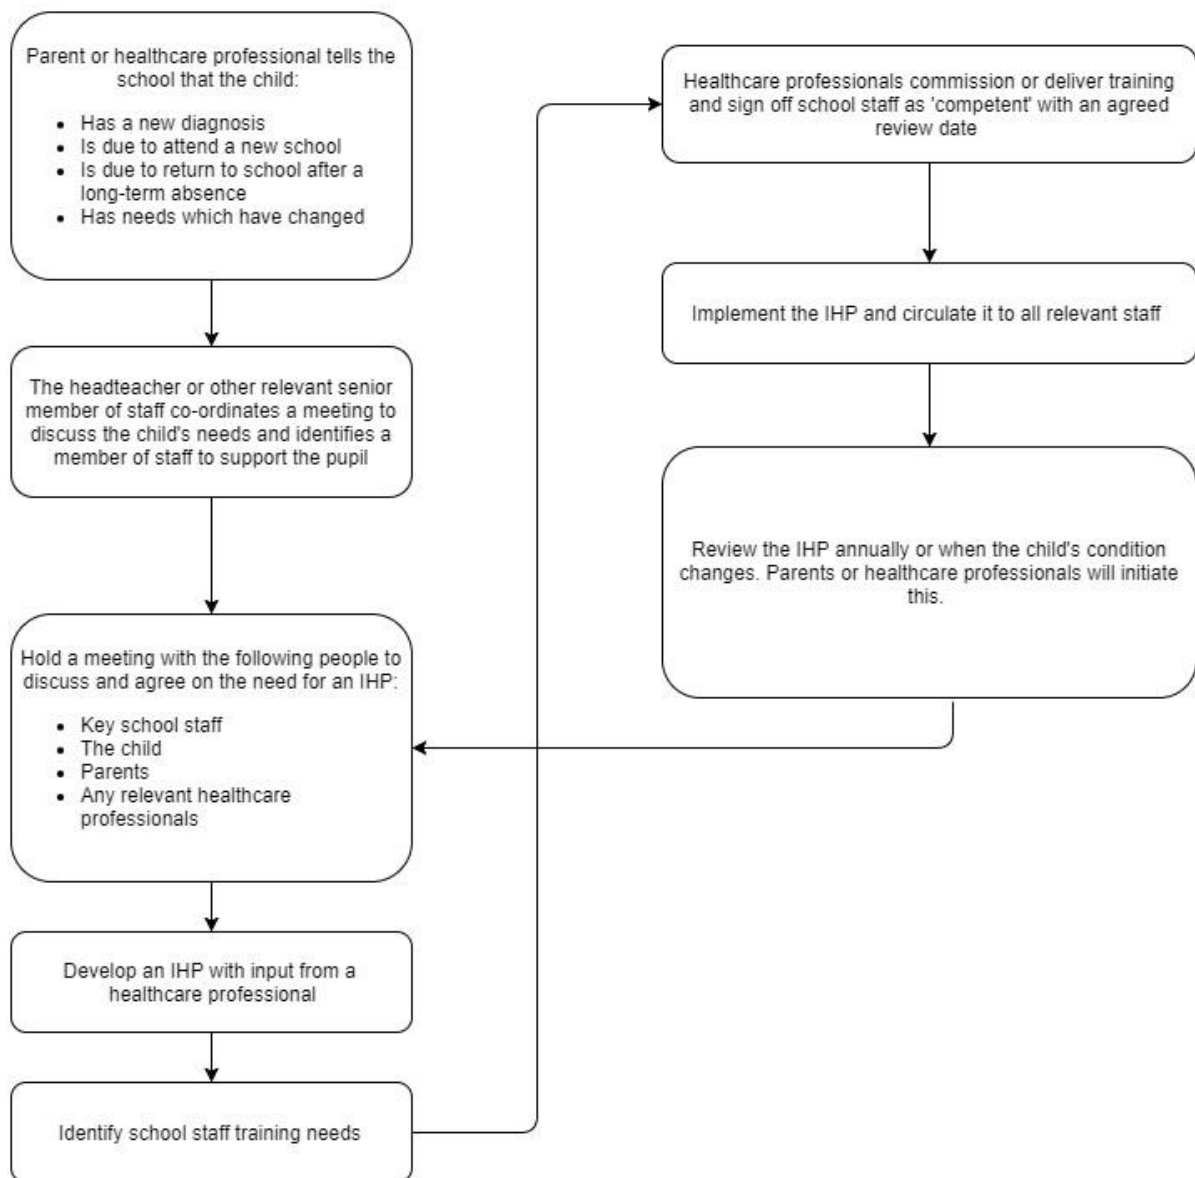 Parent or healthcare professional tells the
school that the child:
• Has a new diagnosis
• Is due to attend a new school
• Is due to return to school after a
long-term absence
• Has needs which have changed
The headteacher or other relevant senior
member of staff co-ordinates a meeting to
discuss the child's needs and identifies a
member of staff to support the pupil
Hold a meeting with the following people to
discuss and agree on the need for an IHP:
• Key school staff
• The child
• Parents
• Any relevant healthcare
professionals
Develop an IHP with input from a
healthcare professional
Identify school staff training needs
Healthcare professionals commission or deliver training
and sign off school staff as 'competent' with an agreed
review date
Implement the IHP and circulate it to all relevant staff
Review the IHP annually or when the child's condition
changes. Parents or healthcare professionals will initiate
this.